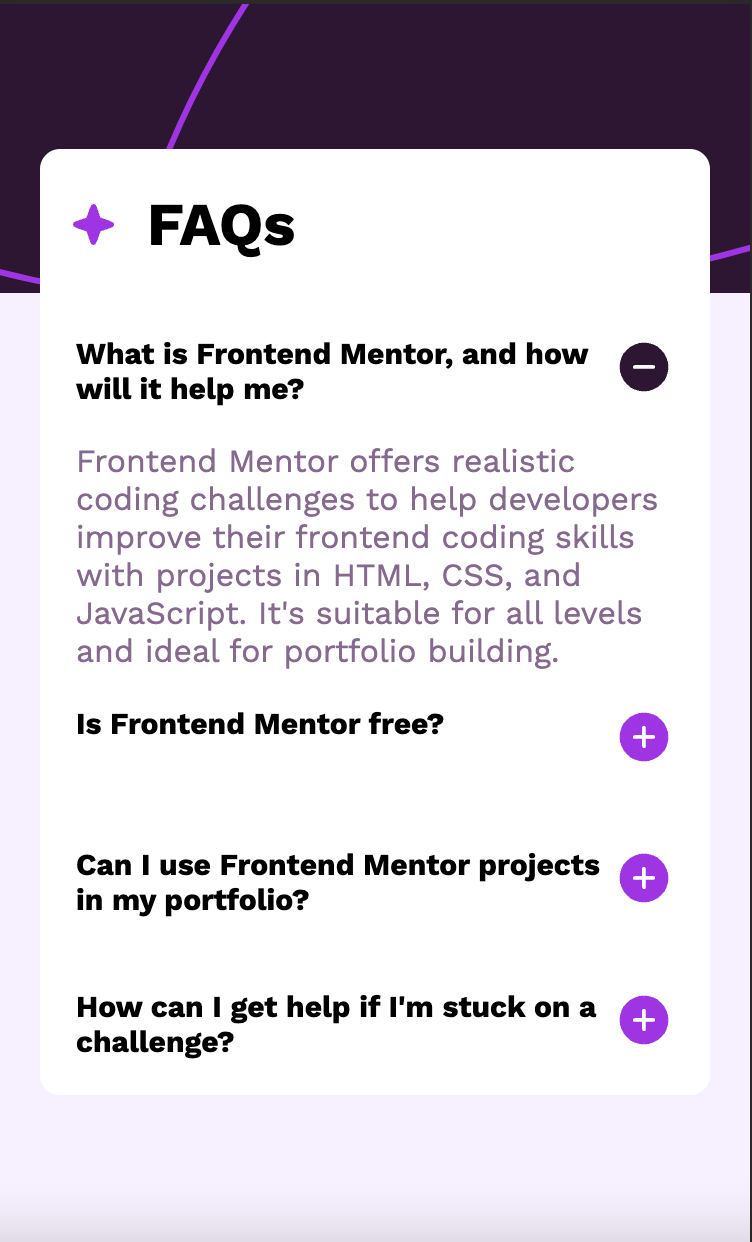 FAQs
What is Frontend Mentor, and how
will it help me?
Frontend Mentor offers realistic
coding challenges to help developers
improve their frontend coding skills
with projects in HTML, CSS, and
JavaScript. It's suitable for all levels
and ideal for portfolio building.
Is Frontend Mentor free?
Can I use Frontend Mentor projects
in my portfolio?
How can I get help if I'm stuck on a
challenge?